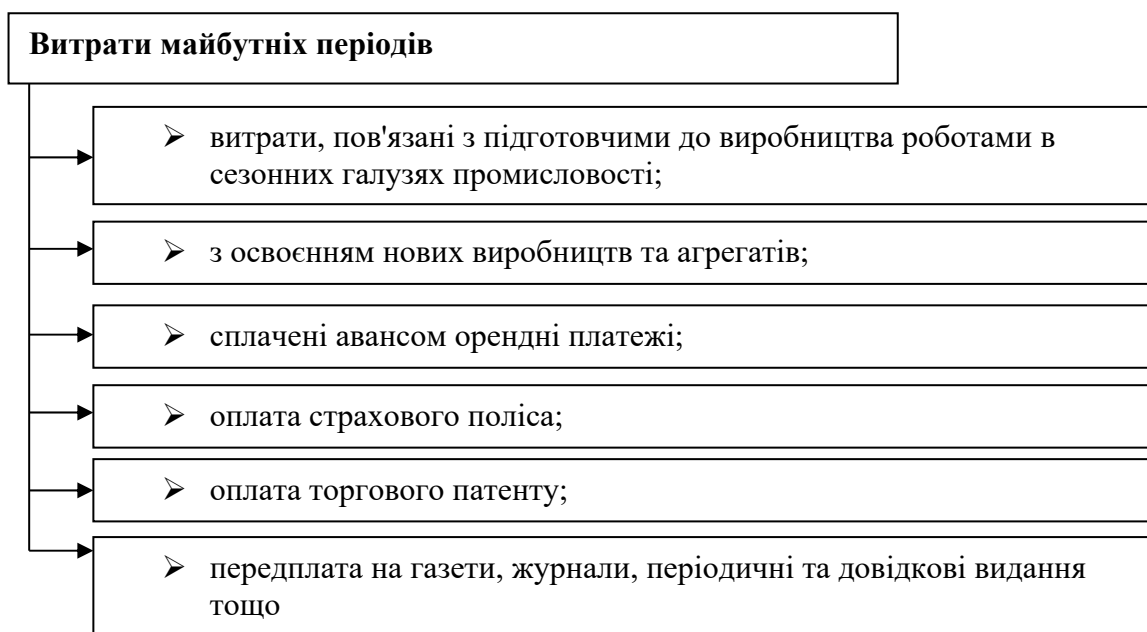 Витрати майбутніх періодів
➢ витрати, пов'язані з підготовчими до виробництва роботами в
сезонних галузях промисловості;
➢ з освоєнням нових виробництв та агрегатів;
➢ сплачені авансом орендні платежі;
➢ оплата страхового поліса;
➢ оплата торгового патенту;
➢ передплата на газети, журнали, періодичні та довідкові видання
тощо